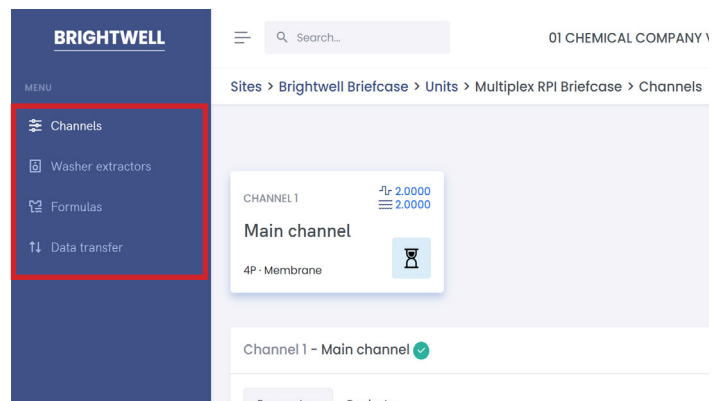 BRIGHTWELL
Search...
01 CHEMICAL COMPANY
MENU
Sites > Brightwell Briefcase > Units > Multiplex RPI Briefcase > Channels
Channels
Washer extractors
Formulas
Data transfer
CHANNEL 1
2.0000
2.0000
Main channel
4P · Membrane
Channel 1 - Main channel